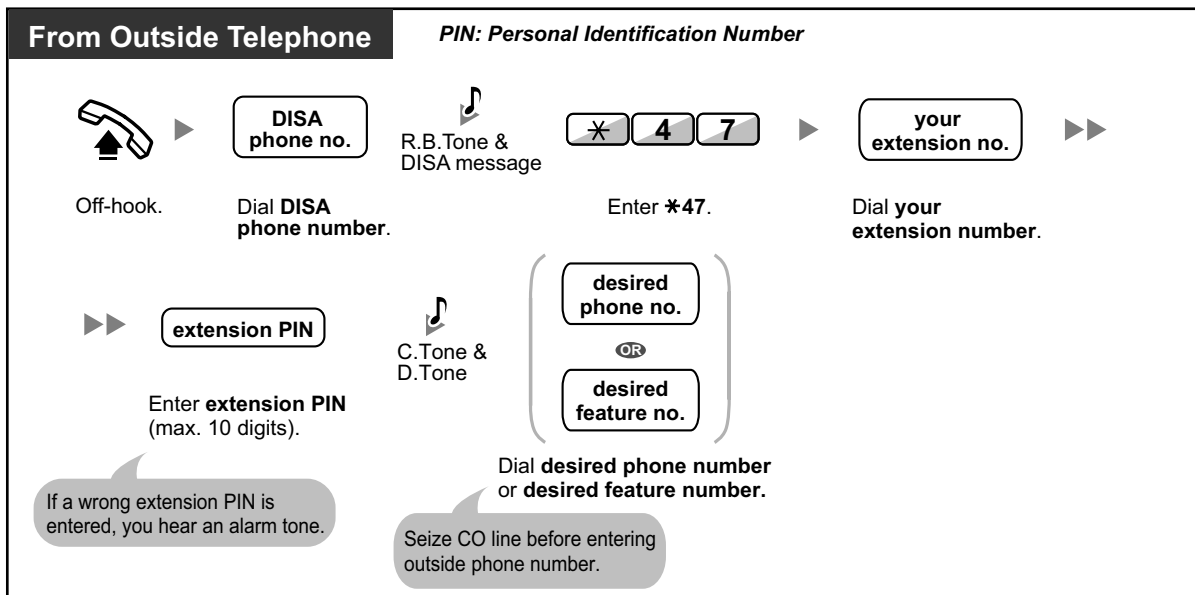 From Outside Telephone
PIN: Personal Identification Number
DISA
phone no.
R.B.Tone &
DISA message
* 4 7
your
extension no.
Off-hook.
Dial DISA
phone number.
Enter *47.
Dial your
extension number.
extension PIN
C.Tone &
D.Tone
desired
phone no.
OR
desired
feature no.
Enter extension PIN
(max. 10 digits).
Dial desired phone number
or desired feature number.
If a wrong extension PIN is
entered, you hear an alarm tone.
Seize CO line before entering
outside phone number.